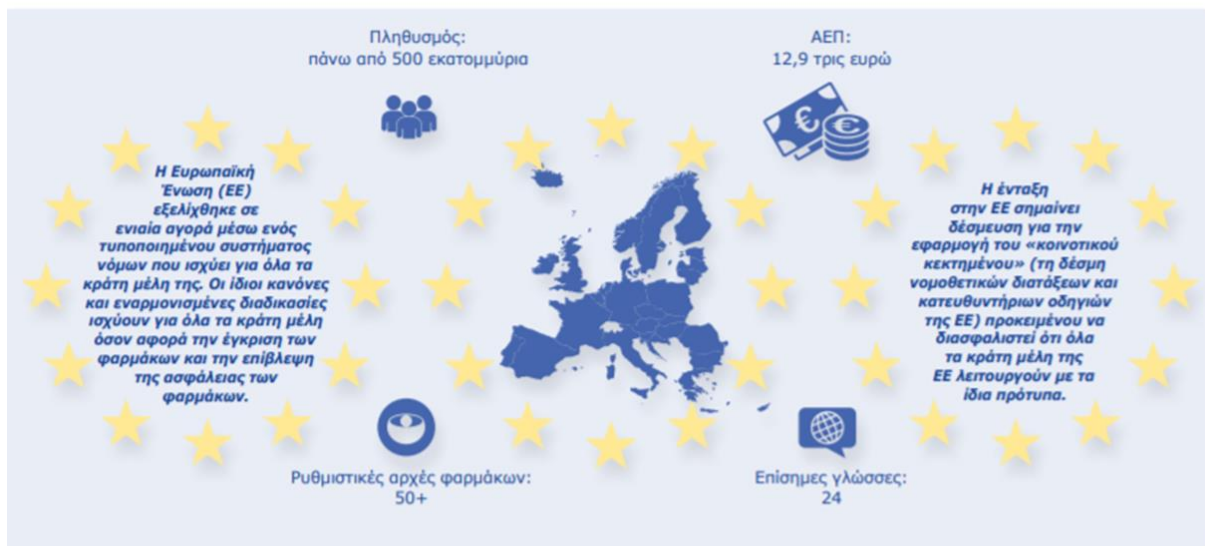 Πληθυσμός:
πάνω από 500 εκατομμύρια
ΑΕΠ:
12,9 τρις ευρώ
Η Ευρωπαϊκή
Ένωση (ΕΕ)
εξελίχθηκε σε
ενιαία αγορά μέσω ενός
τυποποιημένου συστήματος
νόμων που ισχύει για όλα τα
κράτη μέλη της. Οι ίδιοι κανόνες
και εναρμονισμένες διαδικασίες
ισχύουν για όλα τα κράτη μέλη
όσον αφορά την έγκριση των
φαρμάκων και την επίβλεψη
της ασφάλειας των
φαρμάκων.
Η ένταξη
στην ΕΕ σημαίνει
δέσμευση για την
εφαρμογή του «κοινοτικού
κεκτημένου» (τη δέσμη
νομοθετικών διατάξεων και
κατευθυντήριων οδηγιών
της ΕΕ) προκειμένου να
διασφαλιστεί ότι όλα
τα κράτη μέλη της
ΕΕ λειτουργούν με τα
ίδια πρότυπα.
Ρυθμιστικές αρχές φαρμάκων:
50+
Επίσημες γλώσσες:
24